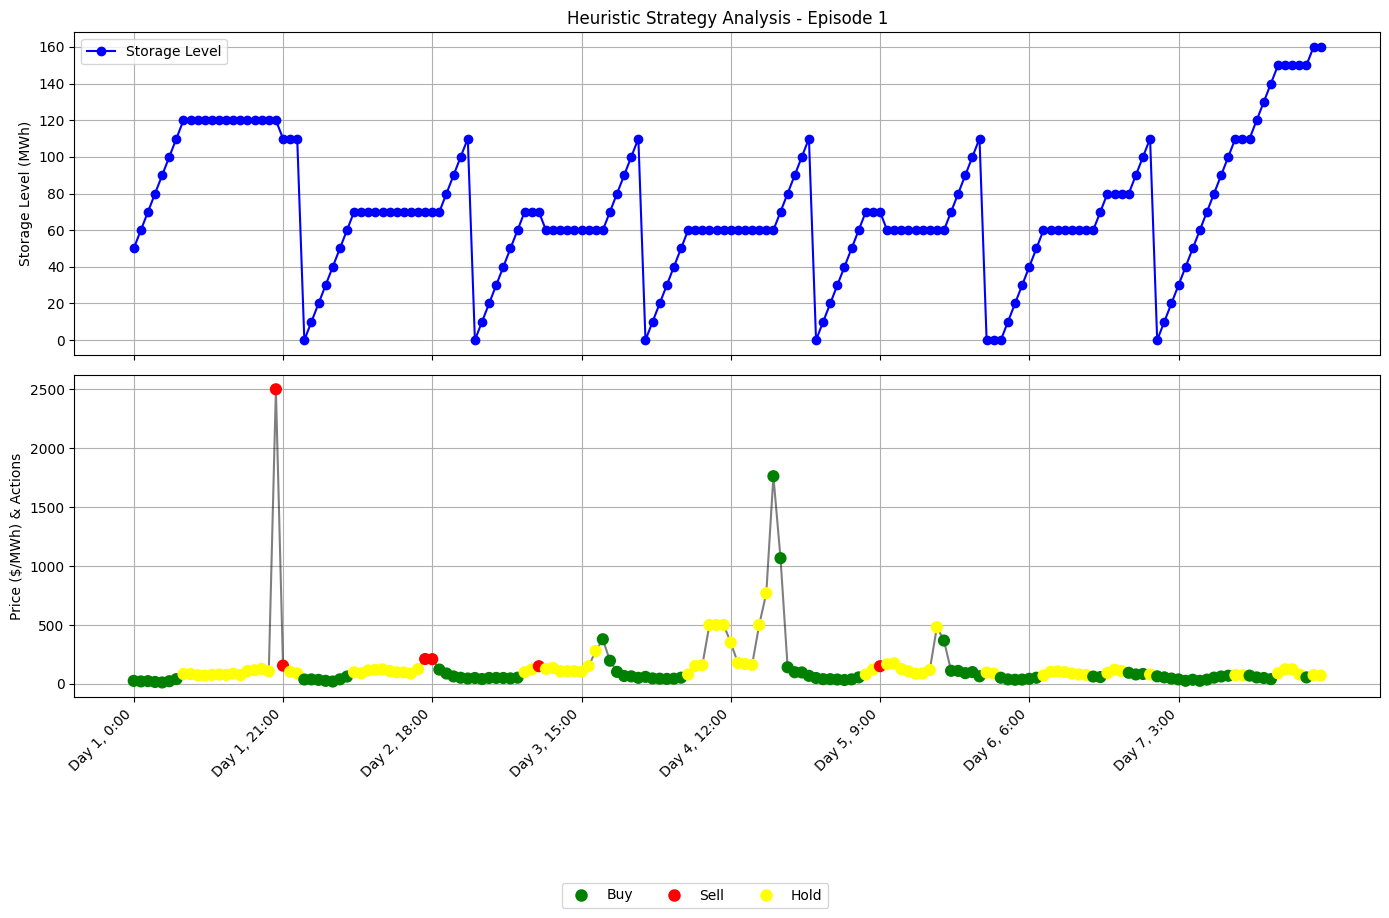 Heuristic Strategy Analysis - Episode 1
Storage Level
160
140
120
100
80
60
40
20
0
Storage Level (MWh)
2500
2000
1500
1000
500
0
Price ($/MWh) & Actions
Day 1, 0:00
Day 1, 21:00
Day 2, 18:00
Day 3, 15:00
Day 4, 12:00
Day 5, 9:00
Day 6, 6:00
Day 7, 3:00
Buy Sell Hold